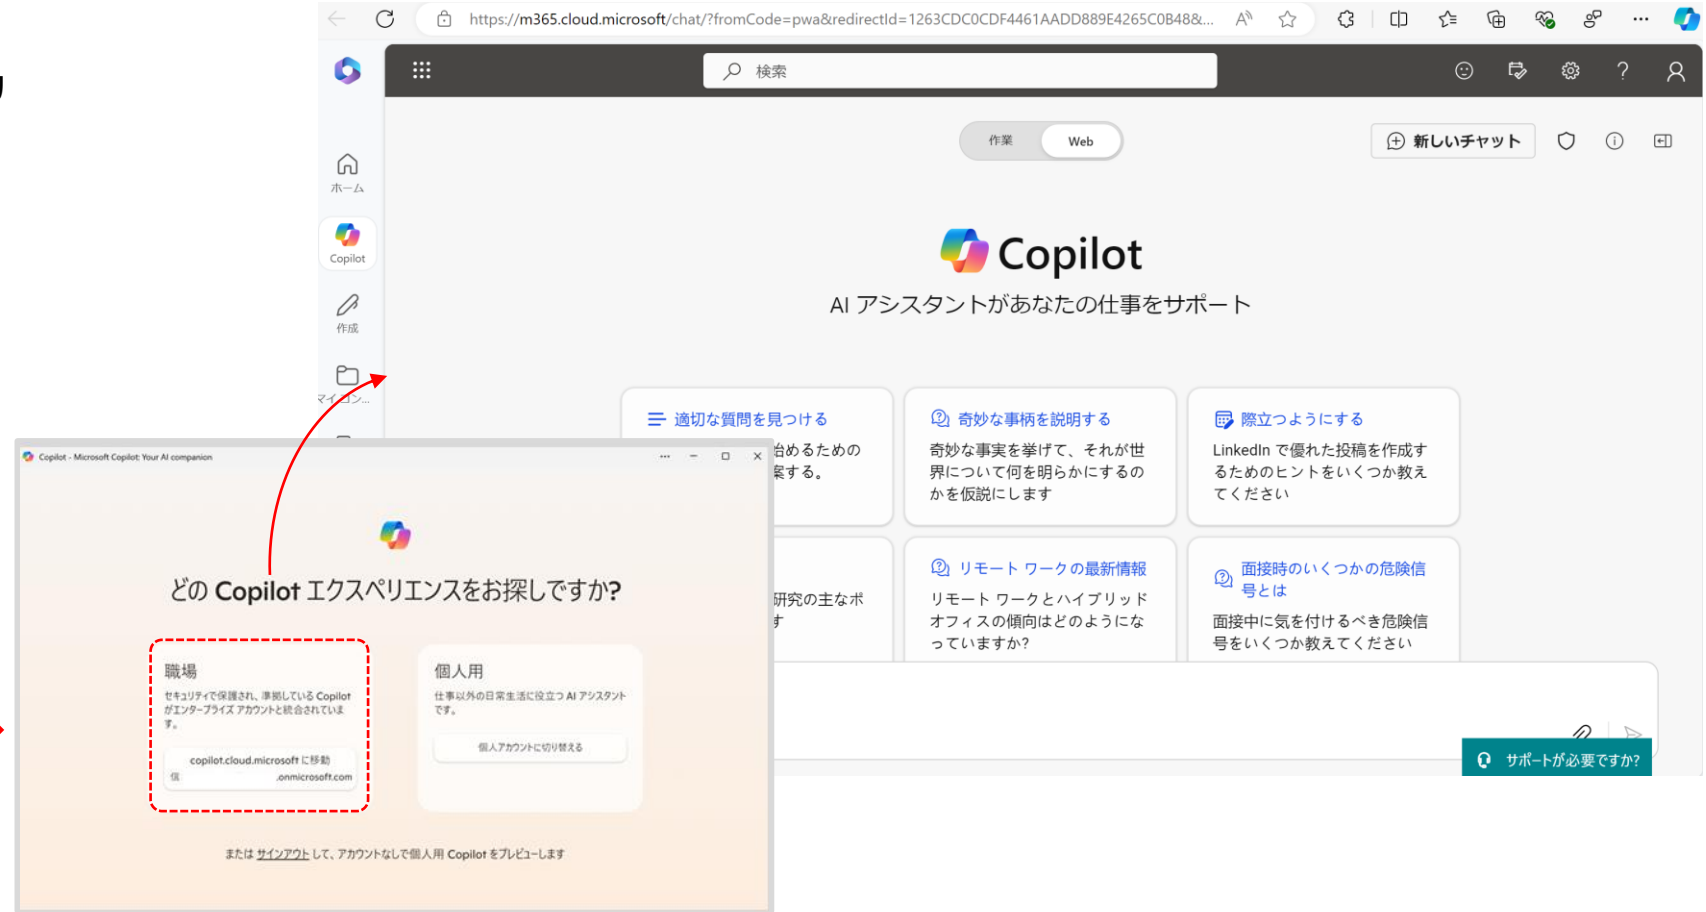 https://m365.cloud.microsoft/chat/?fromCode=pwa&redirectId=1263CDC0CDF4461AADD889E4265C0B48&...
検索
作業
Web
新しいチャット
ホーム
Copilot
作成
マイコン...
Copilot
AI アシスタントがあなたの仕事をサポート
適切な質問を見つける
始めるための
案する。
奇妙な事柄を説明する
奇妙な事実を挙げて、それが世
界について何を明らかにするの
かを仮説にします
際立つようにする
LinkedIn で優れた投稿を作成す
るためのヒントをいくつか教え
てください
研究の主なポ
す
リモート ワークの最新情報
リモート ワークとハイブリッド
オフィスの傾向はどのようにな
っていますか?
面接時のいくつかの危険信
号とは
面接中に気を付けるべき危険信
号をいくつか教えてください
サポートが必要ですか?
Copilot - Microsoft Copilot: Your AI companion
どの Copilot エクスペリエンスをお探しですか?
職場
セキュリティで保護され、準拠している Copilot
がエンタープライズ アカウントと統合されていま
す。
copilot.cloud.microsoft に移動
.onmicrosoft.com
個人用
仕事以外の日常生活に役立つ AI アシスタント
です。
個人アカウントに切り替える
または サインアウト して、アカウントなしで個人用 Copilot をプレビューします